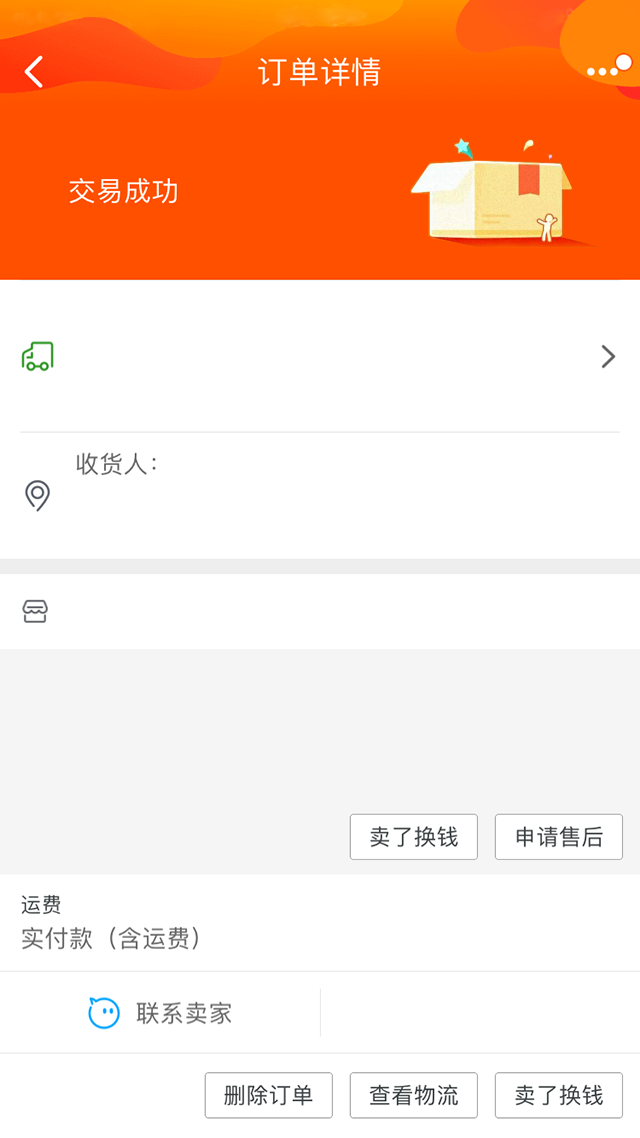 订单详情
交易成功
收货人：
卖了换钱 申请售后
运费
实付款（含运费）
联系卖家
删除订单 查看物流 卖了换钱